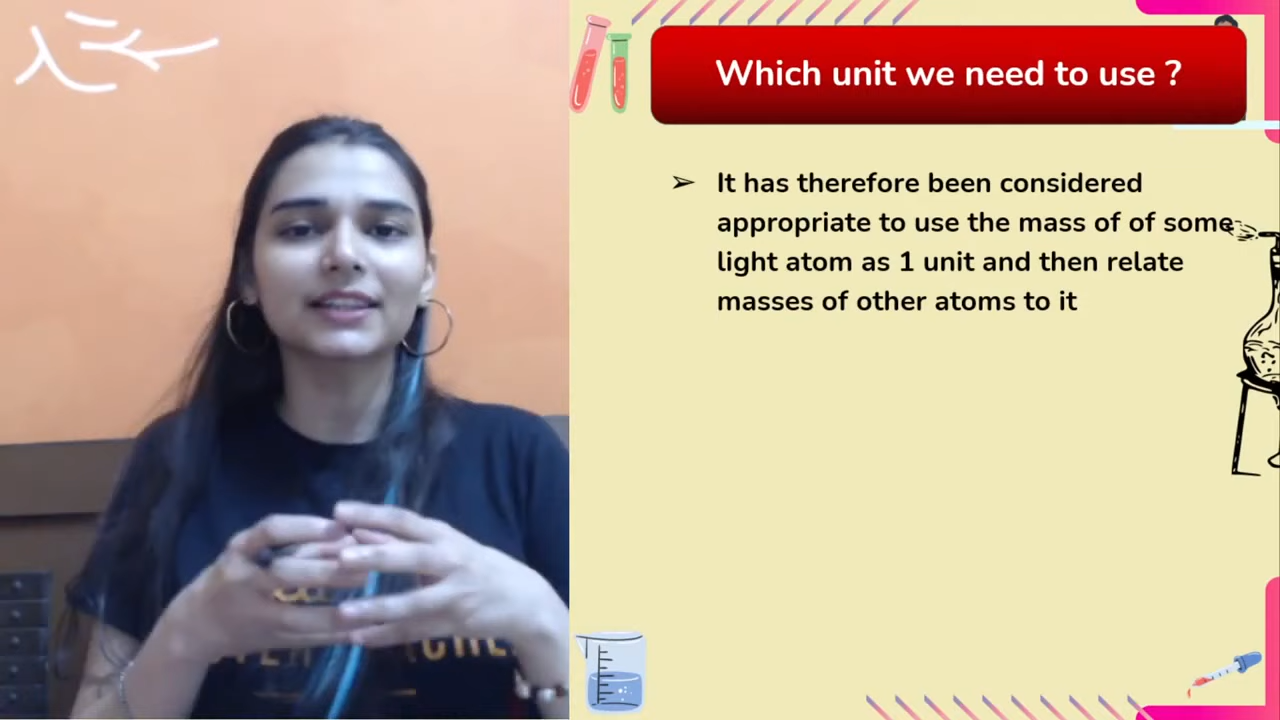 Which unit we need to use ?
➢ It has therefore been considered
appropriate to use the mass of of some
light atom as 1 unit and then relate
masses of other atoms to it